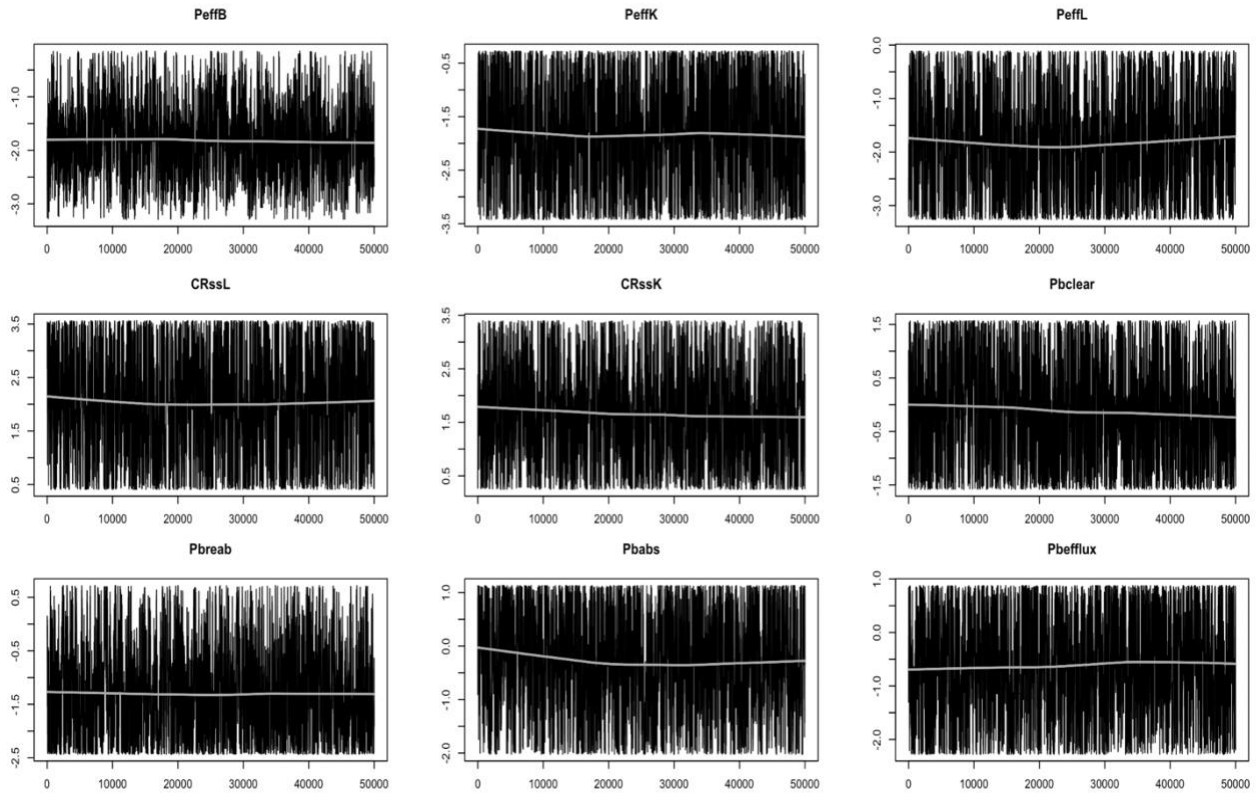 PeffB PeffK PeffL
-1.0 -2.0 -3.0
-0.5 -1.5 -2.5 -3.5
0.0 -1.0 -2.0 -3.0
0 10000 20000 30000 40000 50000
0 10000 20000 30000 40000 50000
0 10000 20000 30000 40000 50000
CRssL CRssK Pbclear
3.5 2.5 1.5 0.5
3.5 2.5 1.5 0.5
1.5 0.5 -0.5 -1.5
0 10000 20000 30000 40000 50000
0 10000 20000 30000 40000 50000
0 10000 20000 30000 40000 50000
Pbreab Pbabs Pbefflux
0.5 -0.5 -1.5 -2.5
1.0 0.0 -1.0 -2.0
1.0 0.0 -1.0 -2.0
0 10000 20000 30000 40000 50000
0 10000 20000 30000 40000 50000
0 10000 20000 30000 40000 50000